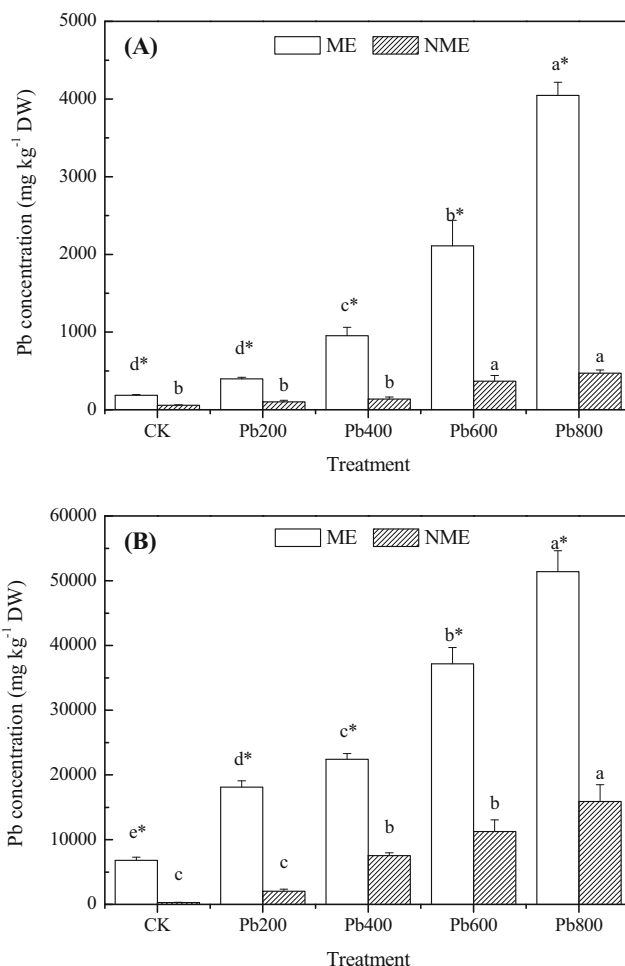 (A)
ME NME
Pb concentration (mg kg⁻¹ DW)
5000
4000
3000
2000
1000
0
d* b d* b c* b b* a a* a
CK Pb200 Pb400 Pb600 Pb800
Treatment
(B)
ME NME
Pb concentration (mg kg⁻¹ DW)
60000
50000
40000
30000
20000
10000
0
e* c d* c c* b b* b a* a
CK Pb200 Pb400 Pb600 Pb800
Treatment